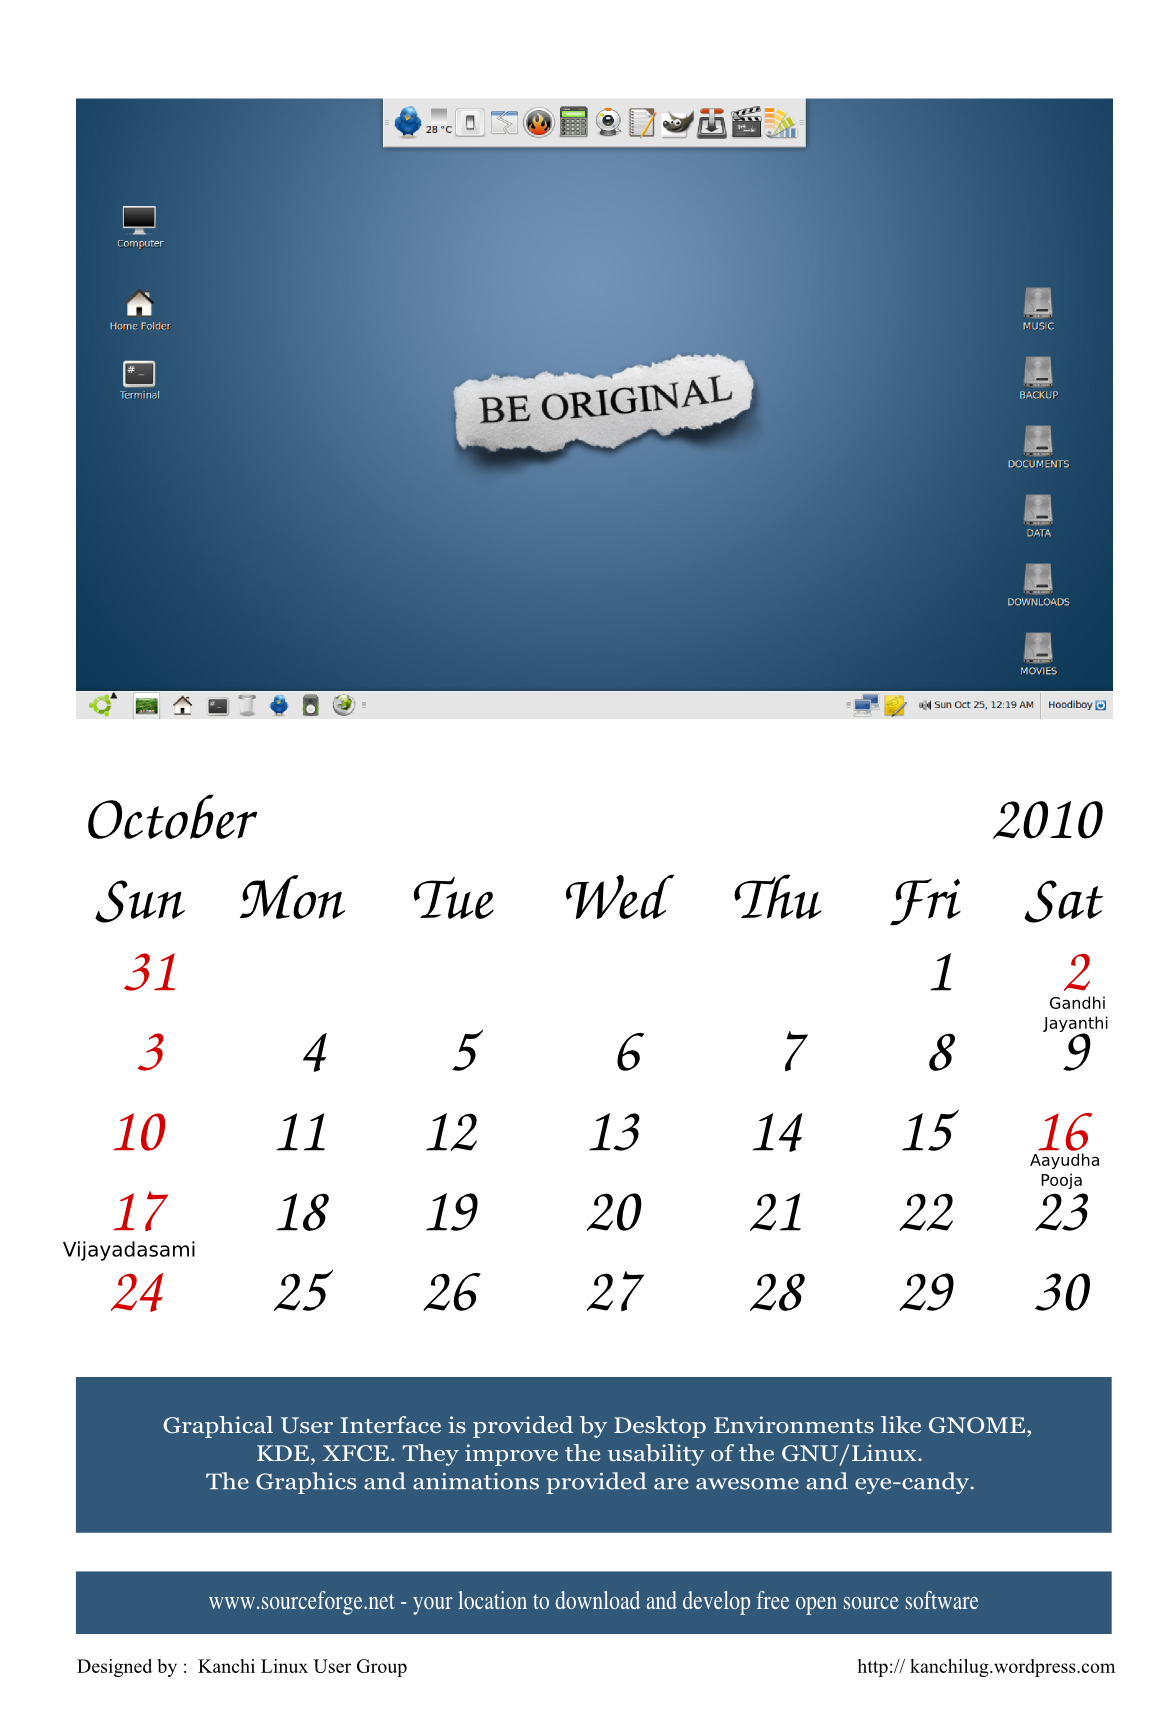 28 °C
Computer
Home Folder
# _
Terminal
BE ORIGINAL
MUSIC
BACKUP
DOCUMENTS
DATA
DOWNLOADS
MOVIES
Sun Oct 25, 12:19 AM Hoodiboy
October 2010
Sun Mon Tue Wed Thu Fri Sat
31 1 2
Gandhi
Jayanthi
3 4 5 6 7 8 9
10 11 12 13 14 15 16
Aayudha
Pooja
17 18 19 20 21 22 23
Vijayadasami
24 25 26 27 28 29 30
Graphical User Interface is provided by Desktop Environments like GNOME,
KDE, XFCE. They improve the usability of the GNU/Linux.
The Graphics and animations provided are awesome and eye-candy.
www.sourceforge.net - your location to download and develop free open source software
Designed by :  Kanchi Linux User Group http:// kanchilug.wordpress.com